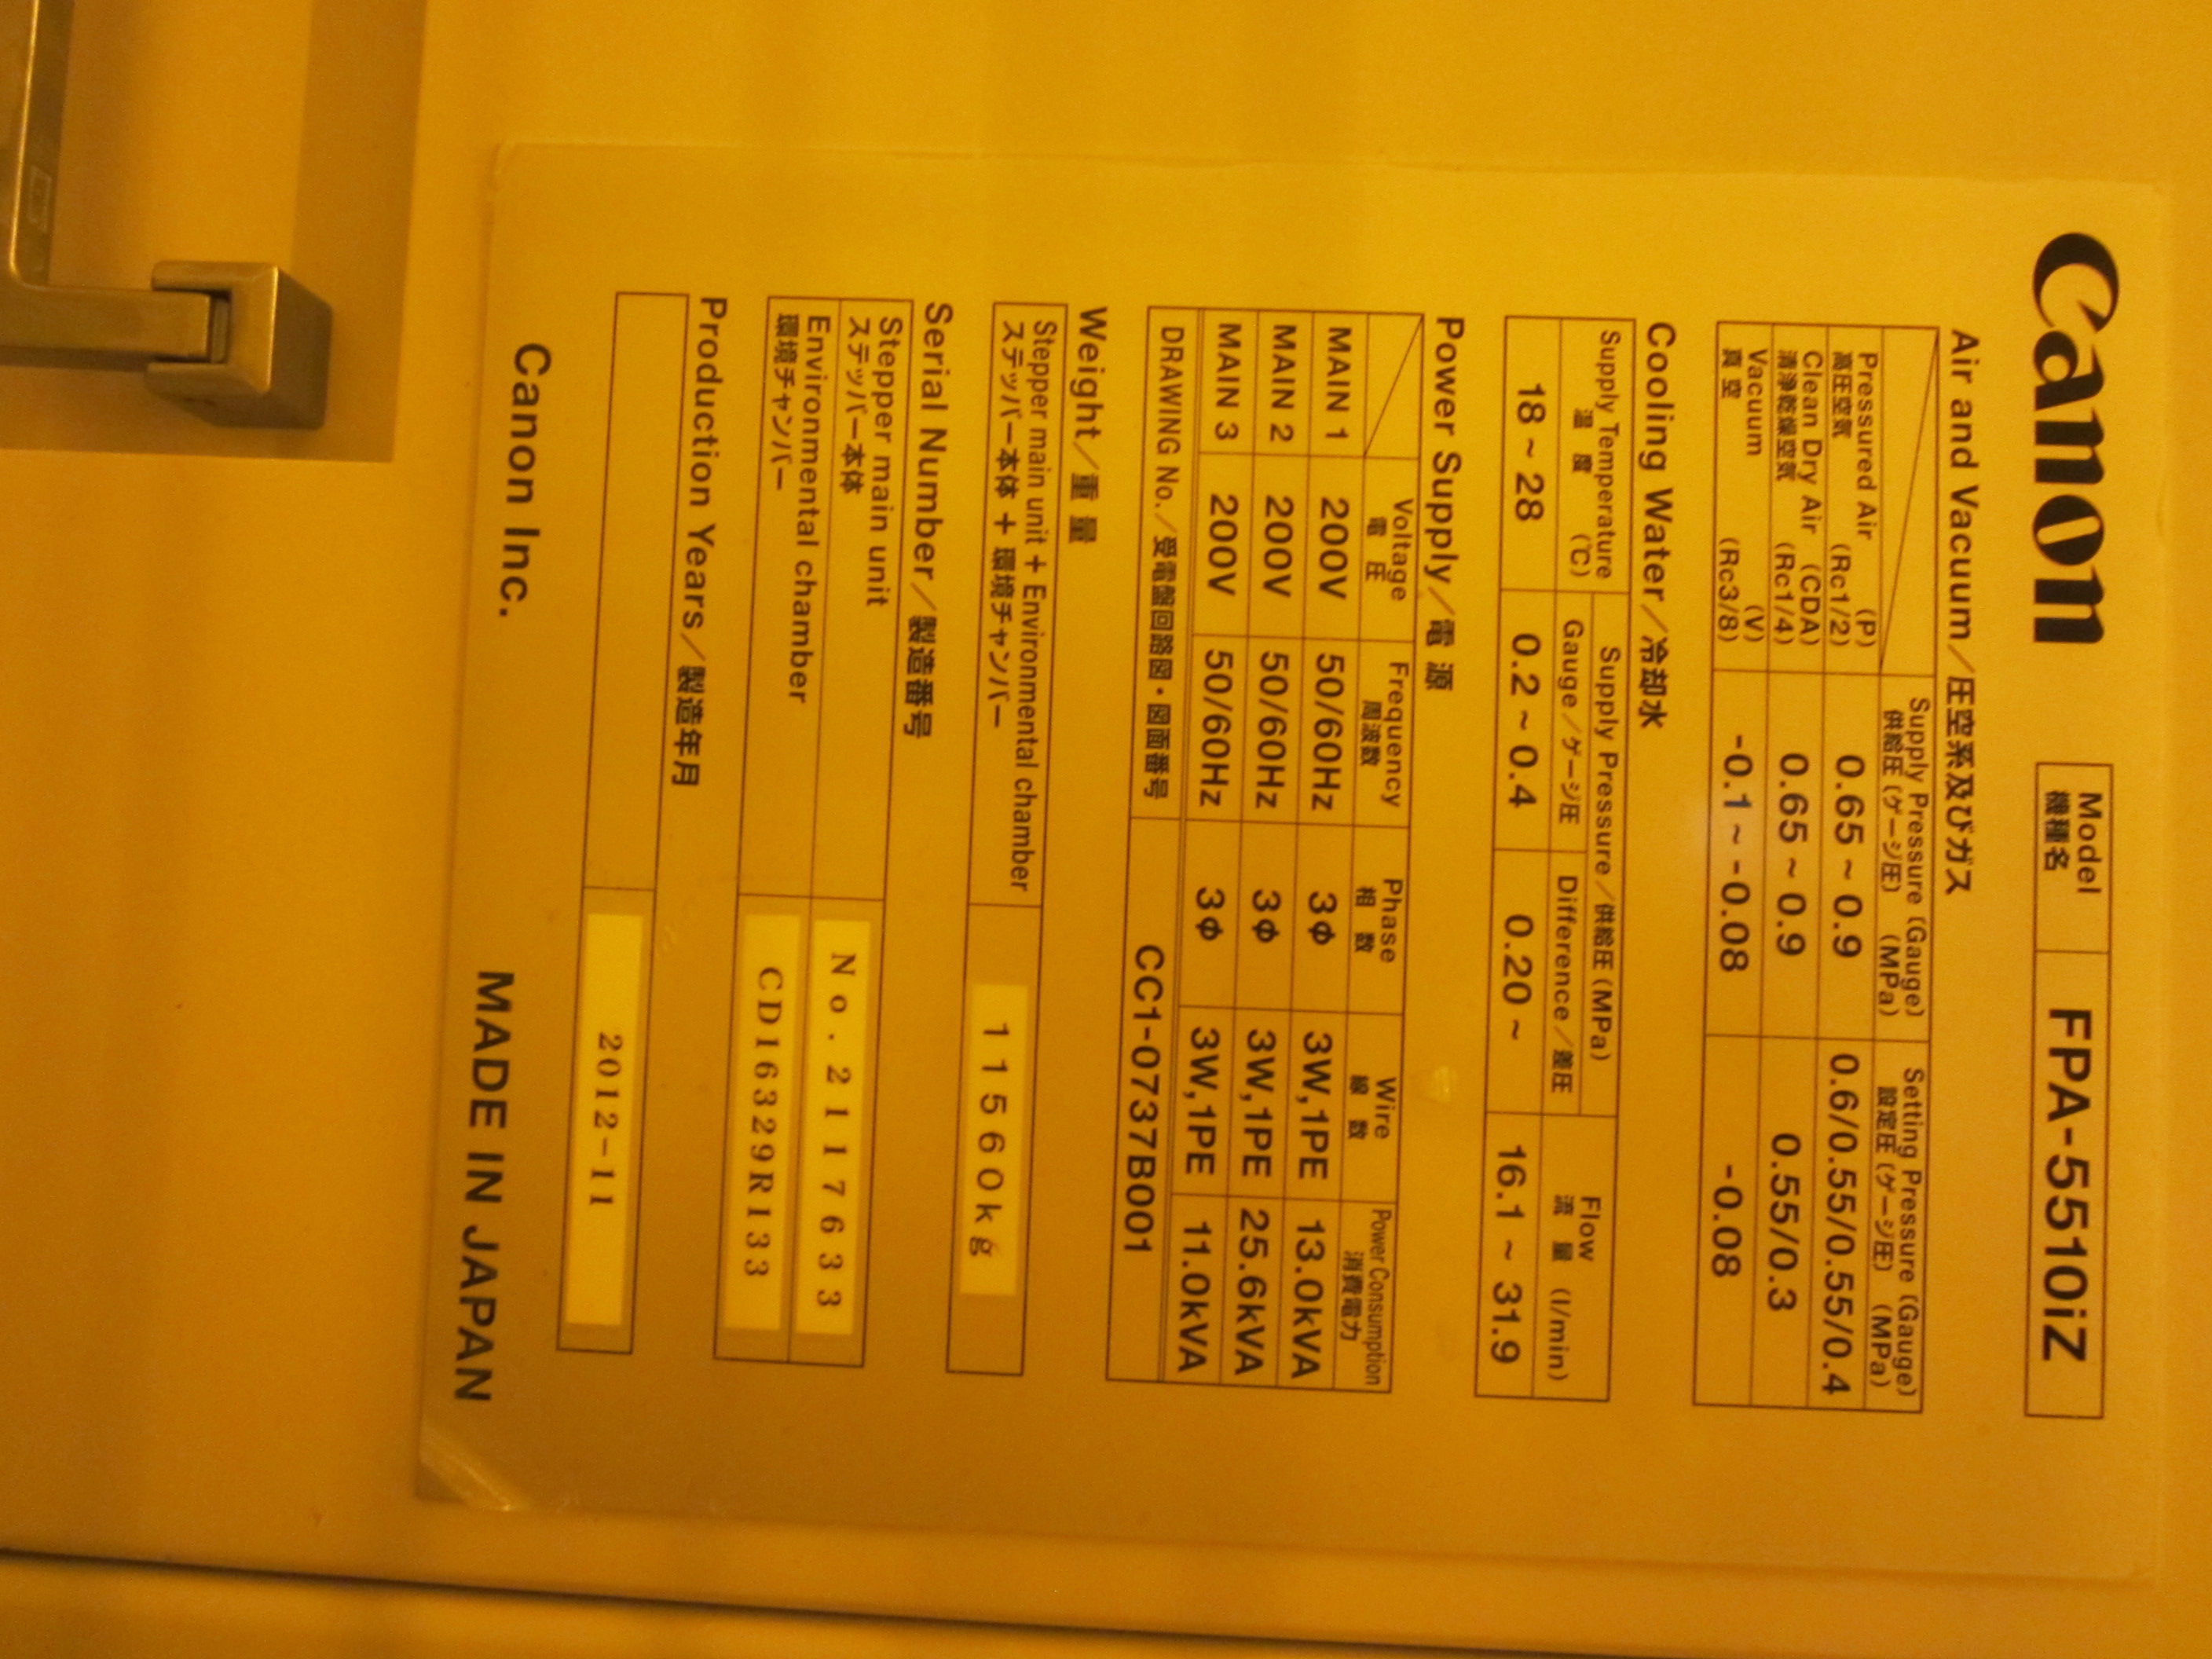 Canon
Model
機種名
FPA-5510iZ
Air and Vacuum／圧空系及びガス
Supply Pressure (Gauge)
供給圧 (ゲージ圧) (MPa)
Setting Pressure (Gauge)
設定圧 (ゲージ圧) (MPa)
Pressured Air (P)
高圧空気 (Rc1/2)
0.65 ~ 0.9
0.6/0.55/0.55/0.4
Clean Dry Air (CDA)
清浄乾燥空気 (Rc1/4)
0.65 ~ 0.9
0.55/0.3
Vacuum (V)
真 空 (Rc3/8)
-0.1 ~ -0.08
-0.08
Cooling Water／冷却水
Supply Temperature
温 度 (℃)
Supply Pressure／供給圧 (MPa)
Gauge／ゲージ圧
Difference／差圧
Flow
流 量 (l/min)
18 ~ 28
0.2 ~ 0.4
0.20 ~
16.1 ~ 31.9
Power Supply／電 源
Voltage
電 圧
Frequency
周波数
Phase
相 数
Wire
線 数
Power Consumption
消費電力
MAIN 1 200V 50/60Hz 3Φ 3W,1PE 13.0kVA
MAIN 2 200V 50/60Hz 3Φ 3W,1PE 25.6kVA
MAIN 3 200V 50/60Hz 3Φ 3W,1PE 11.0kVA
DRAWING No.／受電盤回路図・図面番号 CC1-0737B001
Weight／重 量
Stepper main unit + Environmental chamber
ステッパー本体 + 環境チャンバー
11560kg
Serial Number／製造番号
Stepper main unit
ステッパー本体
No. 2117633
Environmental chamber
環境チャンバー
CD16329R133
Production Years／製造年月
2012-11
Canon Inc. MADE IN JAPAN